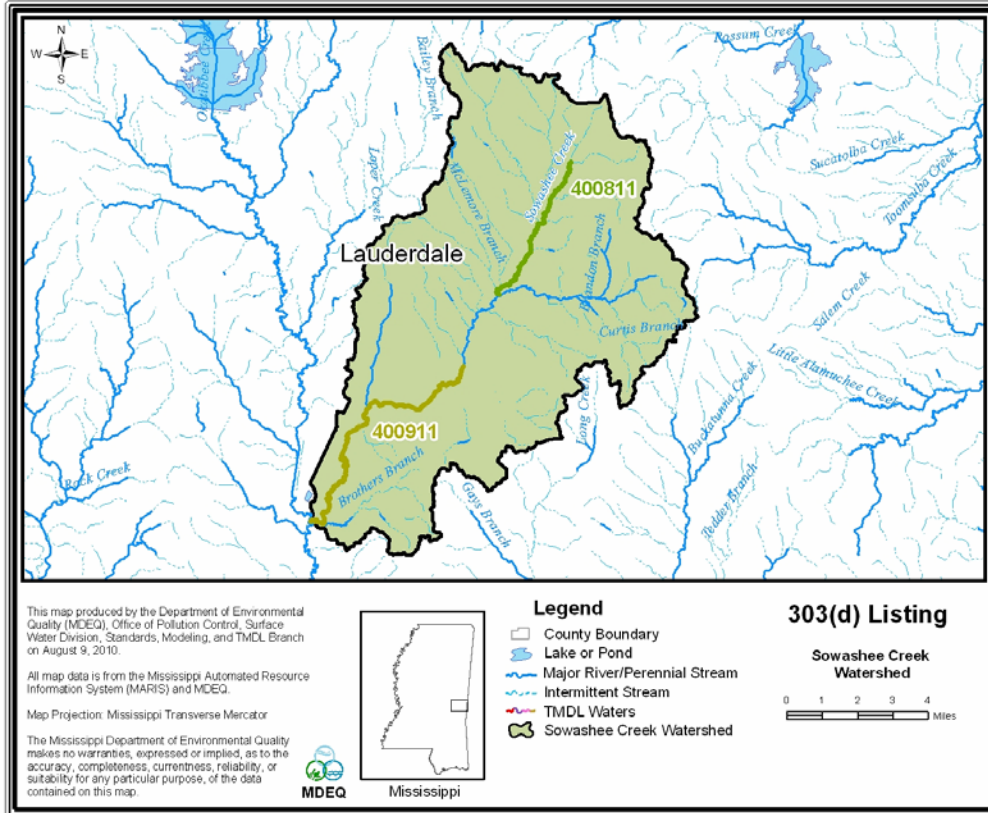 N
W E
S
Okatibbee Creek
Bailey Branch
Possum Creek
Loper Creek
McLemore Branch
Sowashee Creek
400811
Sucatolba Creek
Toomsuba Creek
Lauderdale
Blandon Branch
Curtis Branch
Salem Creek
Little Alamuchee Creek
Long Creek
Buckatunna Creek
400911
Rock Creek
Brothers Branch
Gays Branch
Tedder Branch
This map produced by the Department of Environmental
Quality (MDEQ), Office of Pollution Control, Surface
Water Division, Standards, Modeling, and TMDL Branch
on August 9, 2010.
All map data is from the Mississippi Automated Resource
Information System (MARIS) and MDEQ.
Map Projection: Mississippi Transverse Mercator
The Mississippi Department of Environmental Quality
makes no warranties, expressed or implied, as to the
accuracy, completeness, currentness, reliability, or
suitability for any particular purpose, of the data
contained on this map.
MDEQ
Mississippi
Legend
County Boundary
Lake or Pond
Major River/Perennial Stream
Intermittent Stream
TMDL Waters
Sowashee Creek Watershed
303(d) Listing
Sowashee Creek
Watershed
0 1 2 3 4
Miles